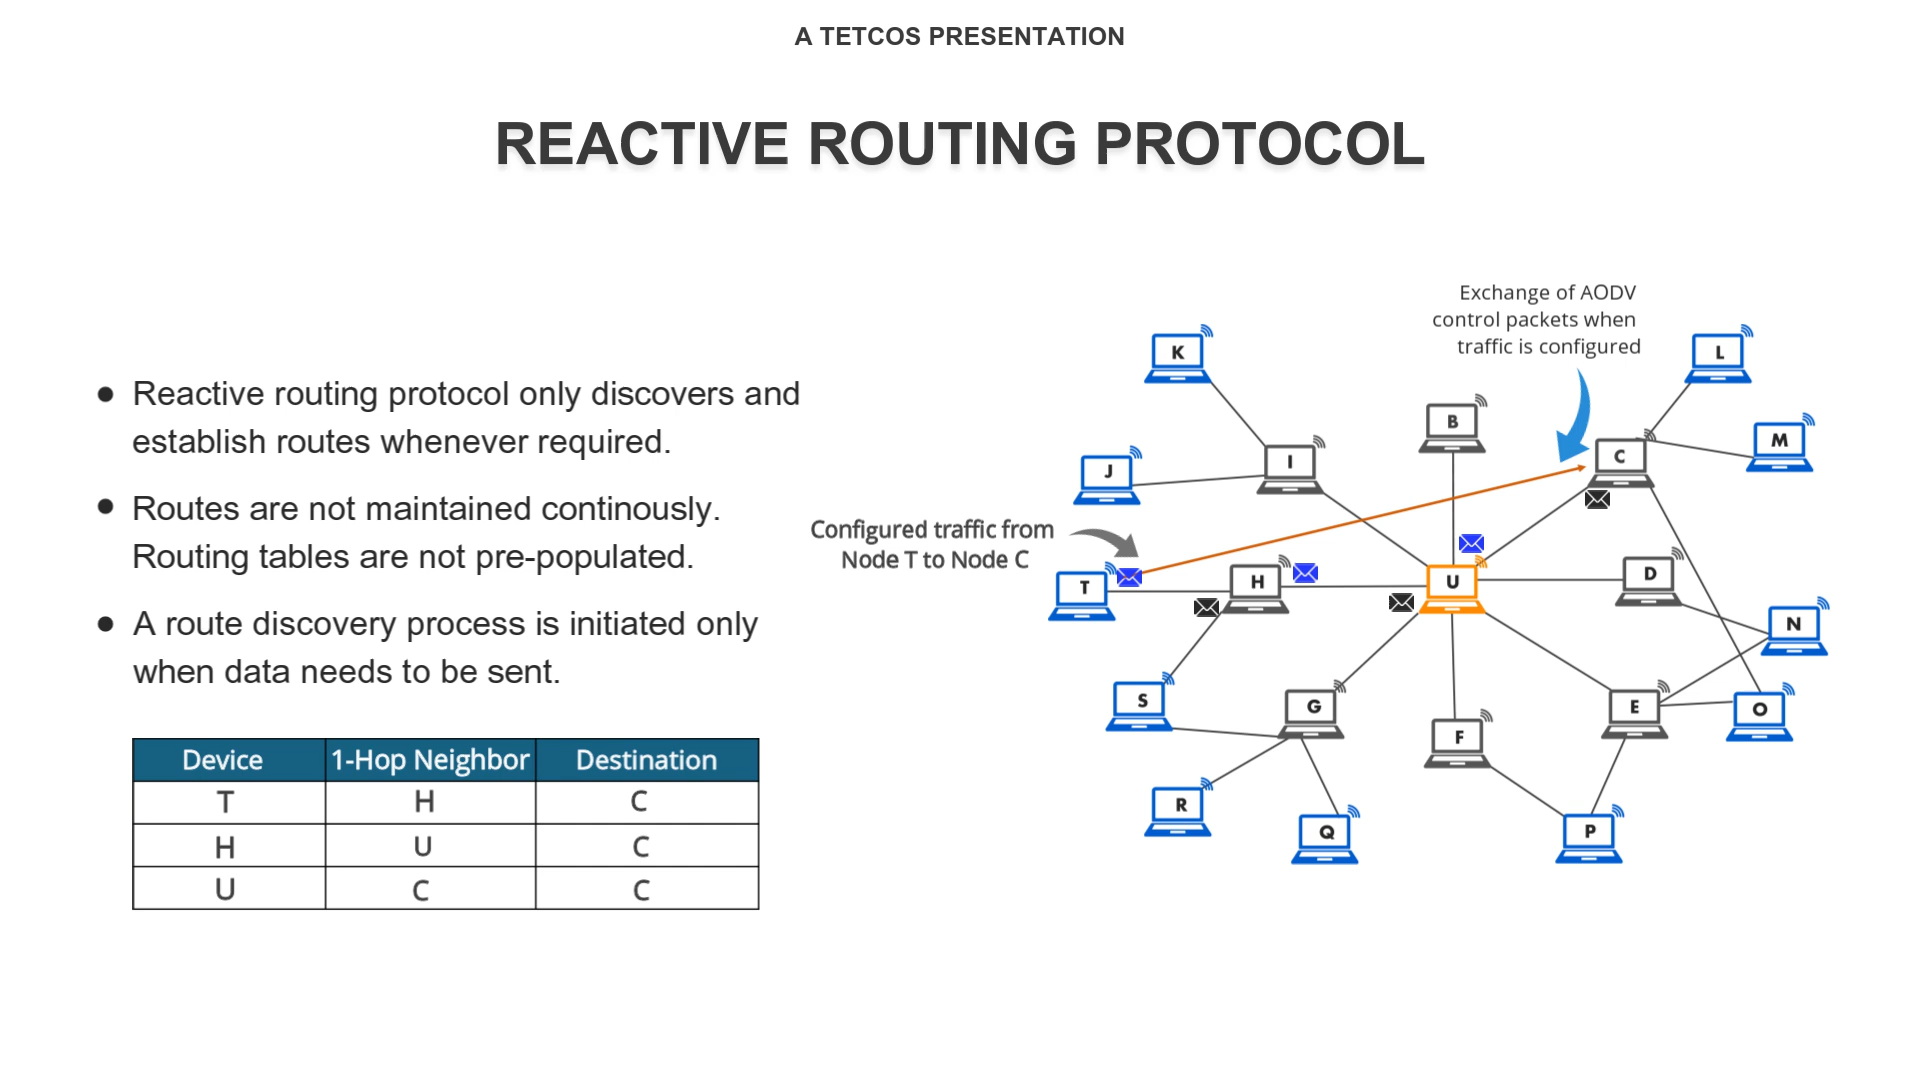 A TETCOS PRESENTATION
REACTIVE ROUTING PROTOCOL
Reactive routing protocol only discovers and
establish routes whenever required.
Routes are not maintained continously.
Routing tables are not pre-populated.
A route discovery process is initiated only
when data needs to be sent.
Device 1-Hop Neighbor Destination
T H C
H U C
U C C
Exchange of AODV
control packets when
traffic is configured
Configured traffic from
Node T to Node C
K
L
B
M
C
I
J
T
H
U
D
N
S
G
E
O
F
R
Q
P